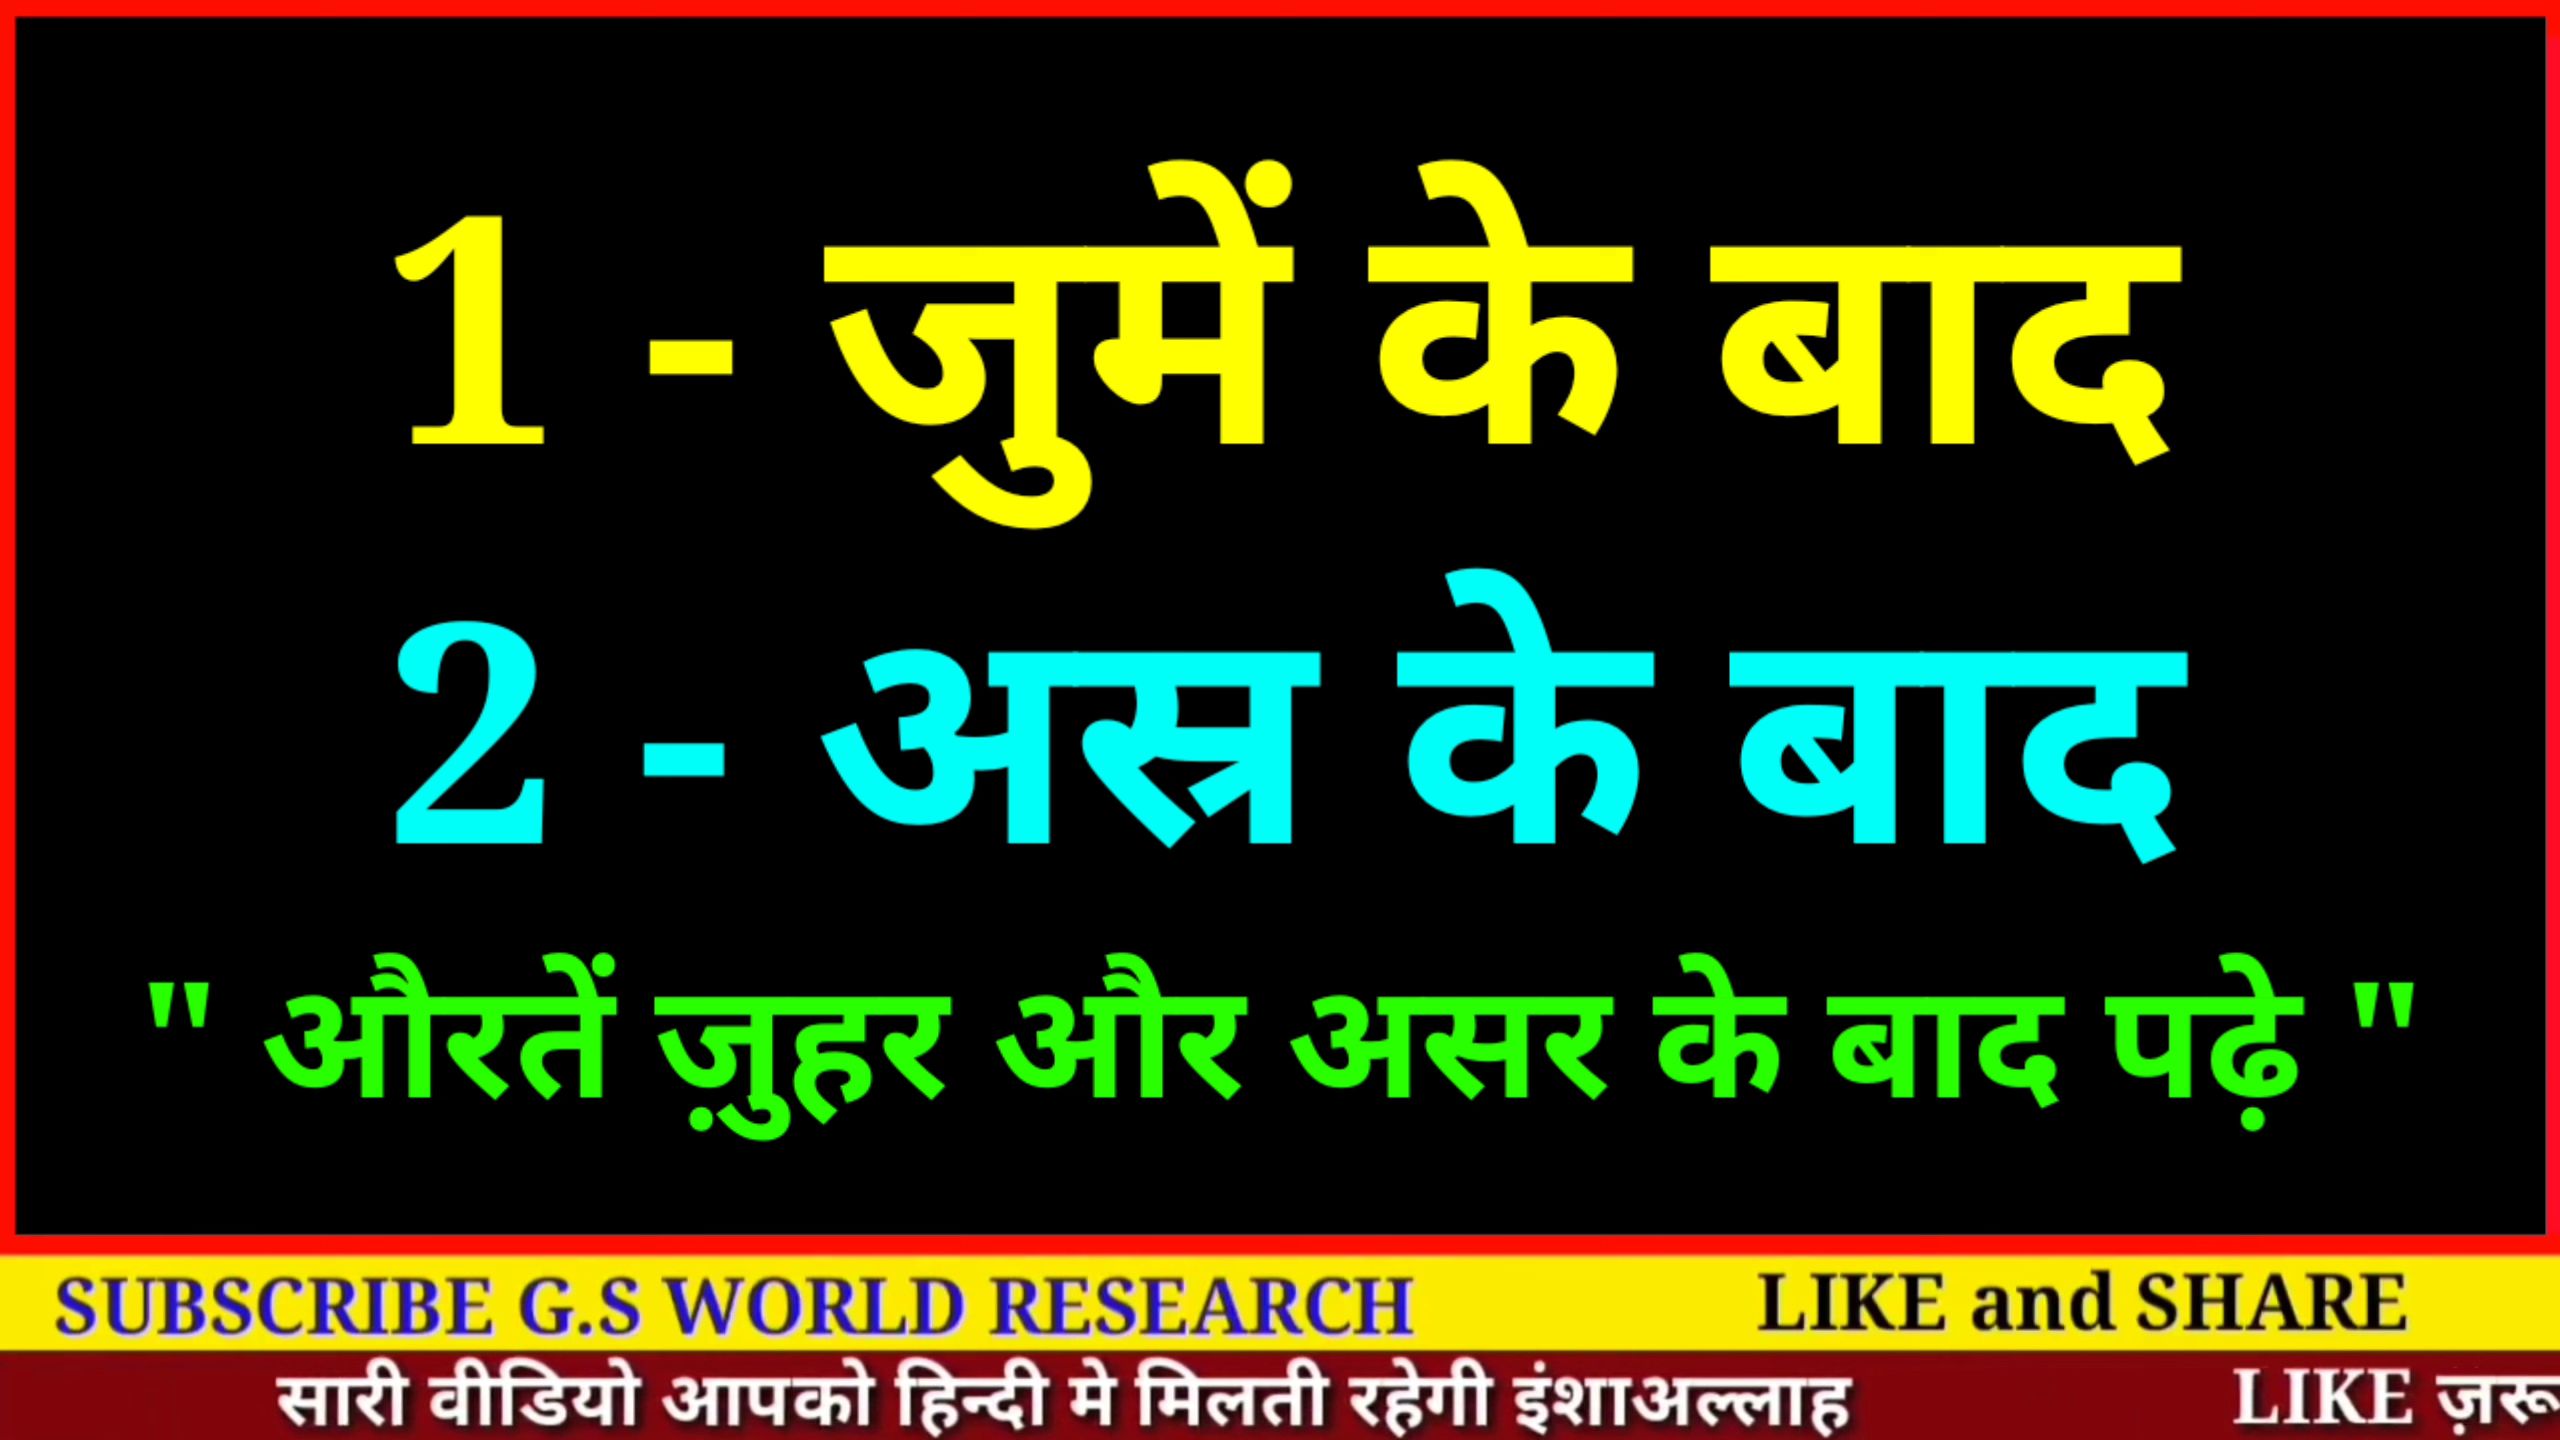 1 - जुमें के बाद
2 - अस्र के बाद
" औरतें ज़ुहर और असर के बाद पढ़े "
SUBSCRIBE G.S WORLD RESEARCH LIKE and SHARE
सारी वीडियो आपको हिन्दी मे मिलती रहेगी इंशाअल्लाह LIKE